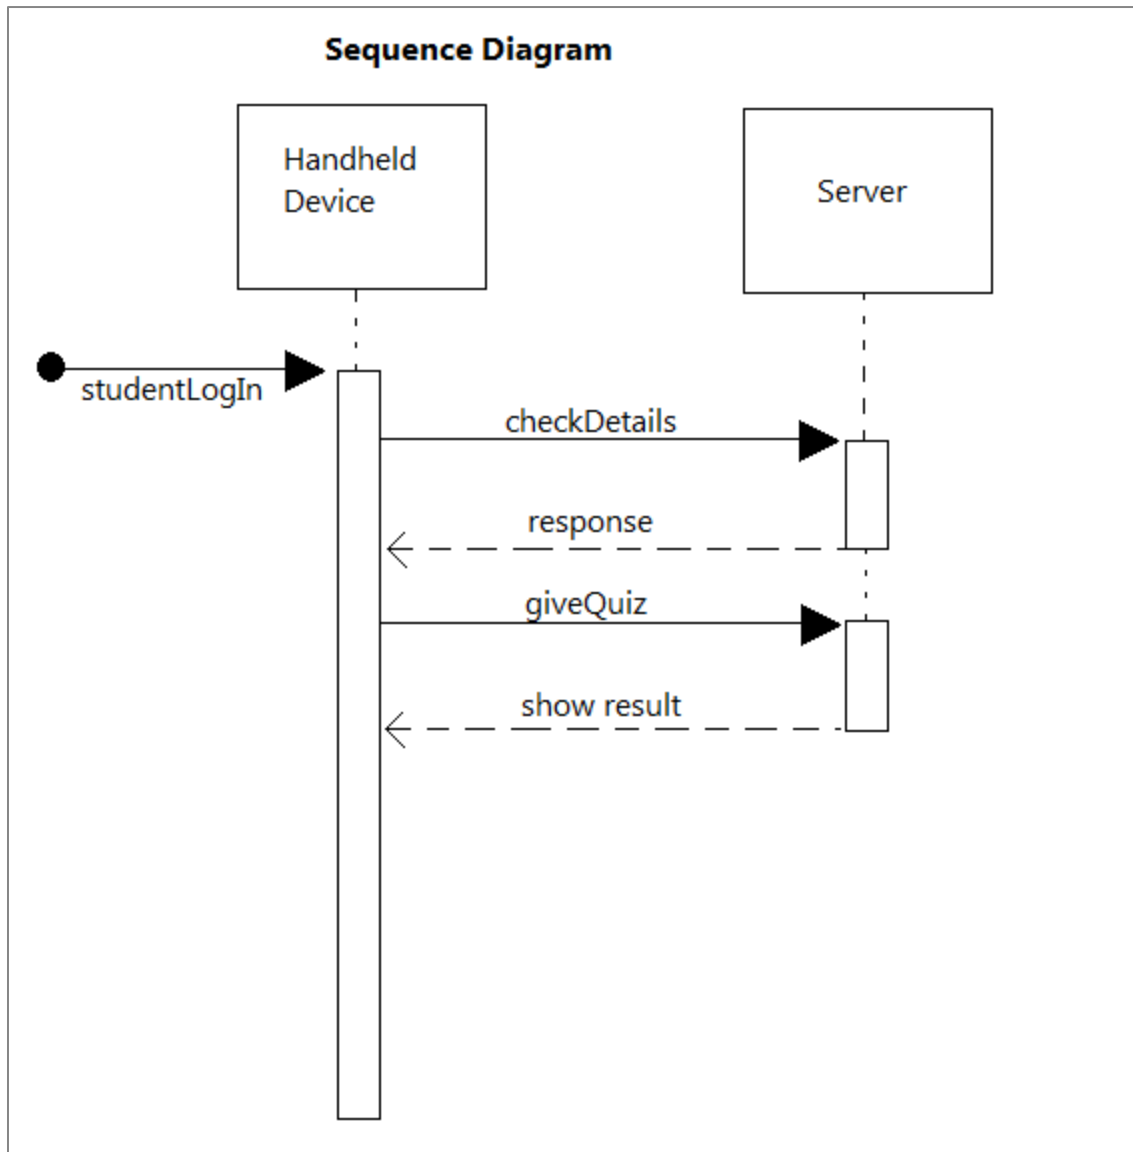 Sequence Diagram
Handheld
Device
Server
studentLogIn
checkDetails
response
giveQuiz
show result